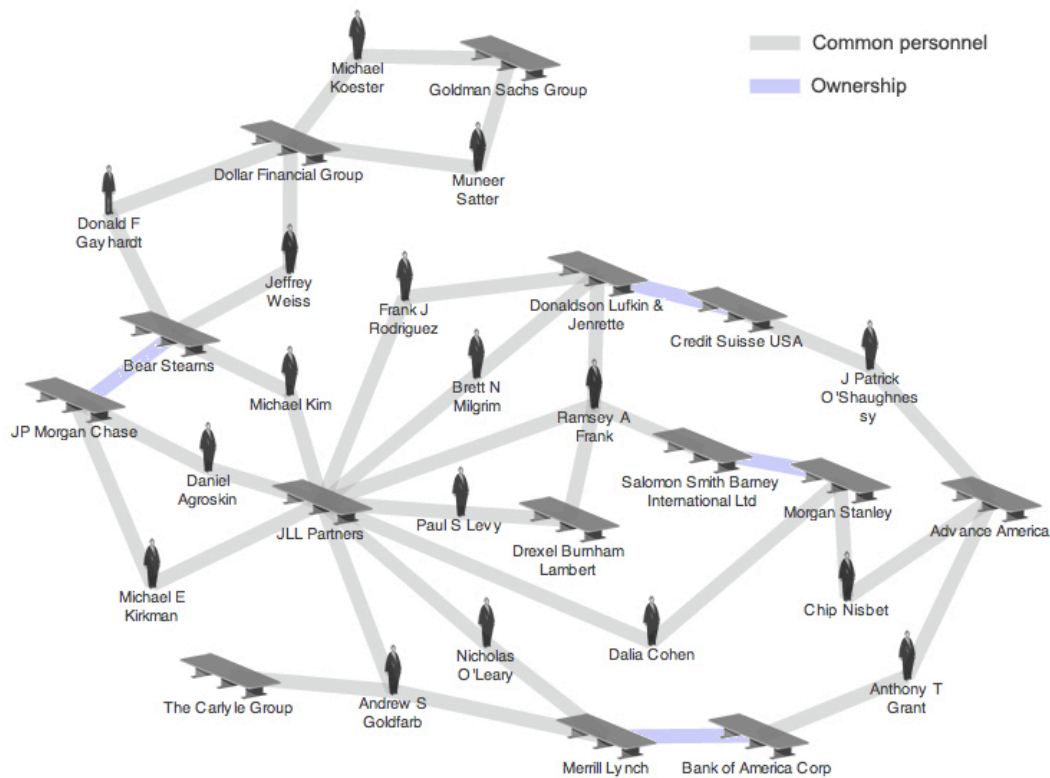 Common personnel
Ownership
Michael
Koester
Goldman Sachs Group
Dollar Financial Group
Muneer
Satter
Donald F
Gayhardt
Jeffrey
Weiss
Frank J
Rodriguez
Donaldson Lufkin &
Jenrette
Credit Suisse USA
Bear Stearns
Michael Kim
Brett N
Milgrim
J Patrick
O'Shaughnes
sy
JP Morgan Chase
Ramsey A
Frank
Daniel
Agroskin
Salomon Smith Barney
International Ltd
Morgan Stanley
JLL Partners
Paul S Levy
Advance America
Drexel Burnham
Lambert
Michael E
Kirkman
Chip Nisbet
Nicholas
O'Leary
Dalia Cohen
Anthony T
Grant
The Carlyle Group
Andrew S
Goldfarb
Merrill Lynch
Bank of America Corp